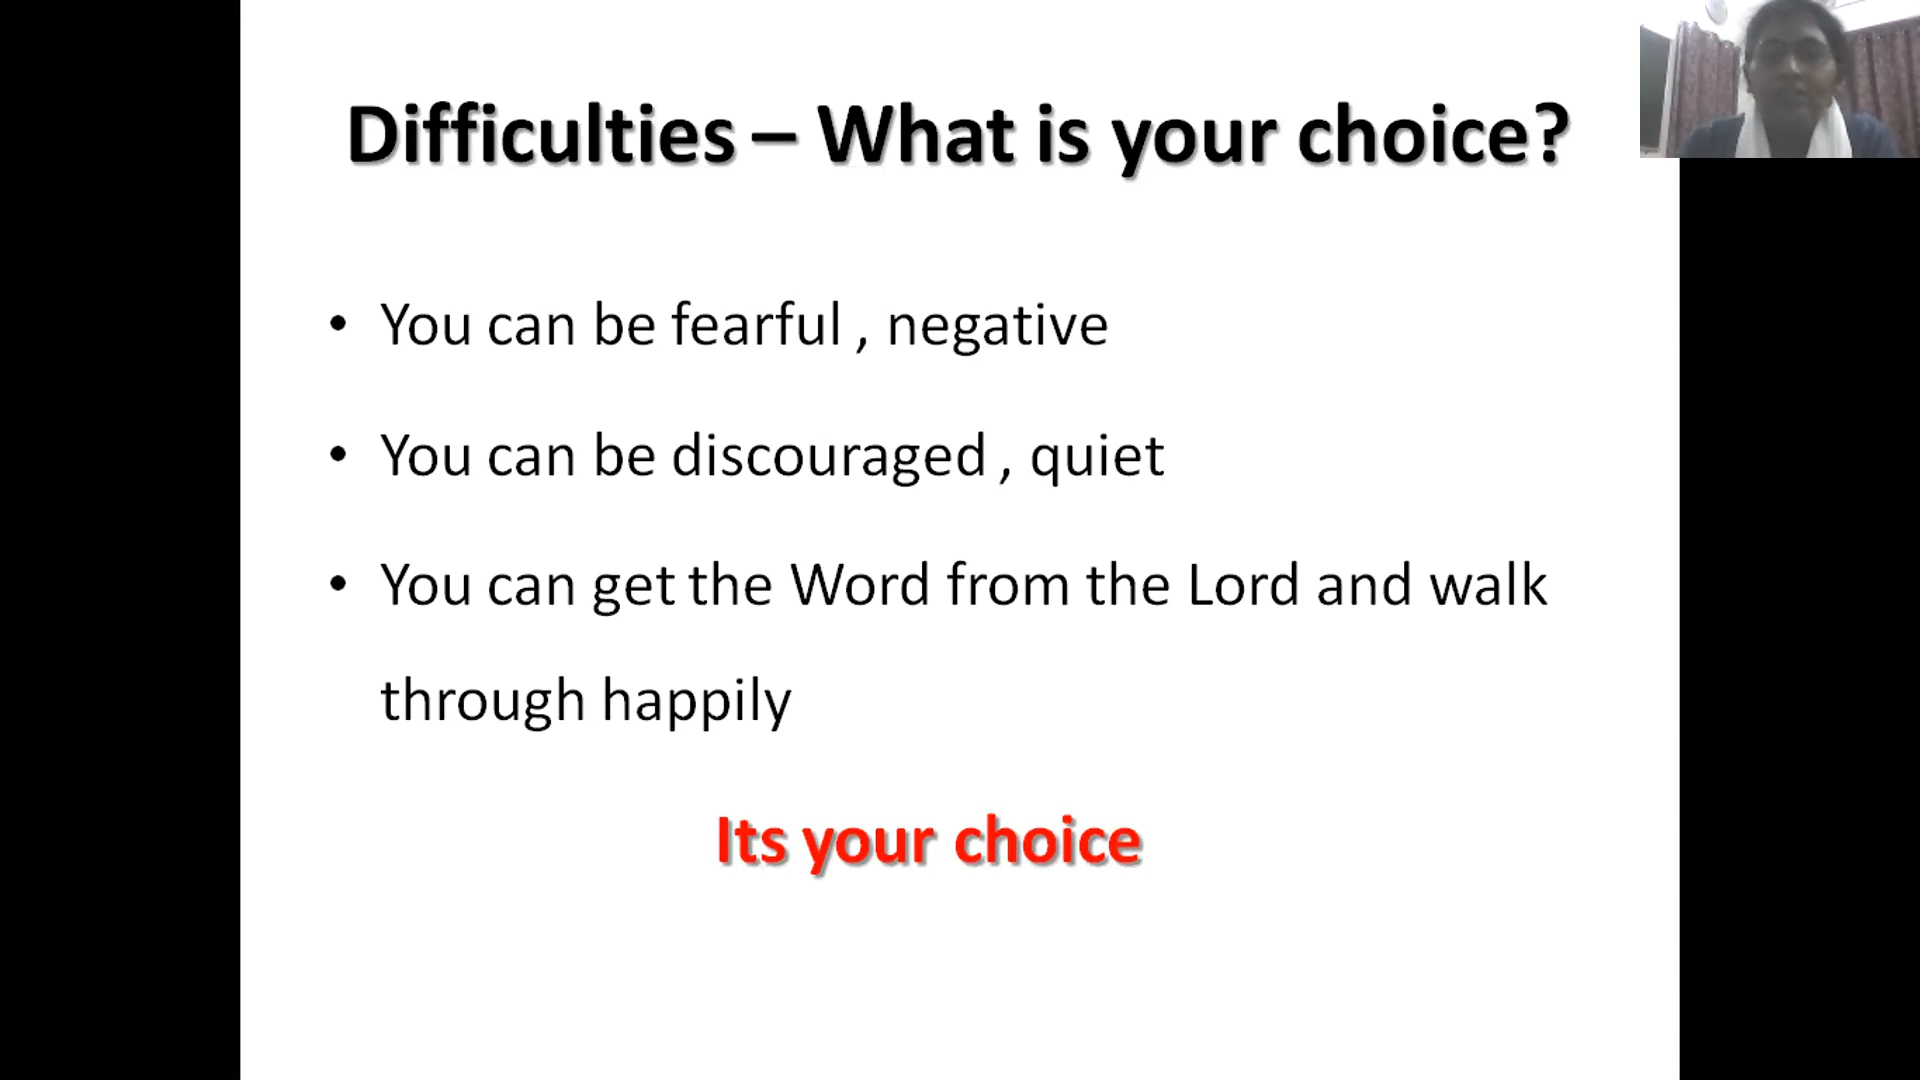 Difficulties – What is your choice?
• You can be fearful , negative
• You can be discouraged , quiet
• You can get the Word from the Lord and walk
through happily
Its your choice